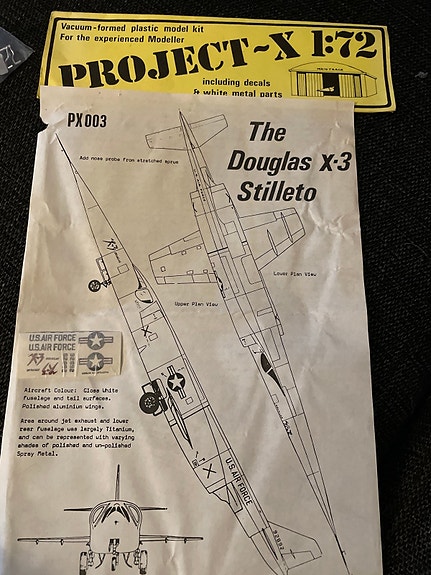 Vacuum-formed plastic model kit
For the experienced Modeller
PROJECT-X 1:72
including decals
& white metal parts
PX003
The
Douglas X-3
Stilleto
Add nose probe from stretched sprue
Lower Plan View
Upper Plan View
X-3
U.S. AIR FORCE
U.S. AIR FORCE
X-3
Aircraft Colour: Gloss White
fuselage and tail surfaces.
Polished aluminium wings.
Area around jet exhaust and lower
rear fuselage was largely Titanium,
and can be represented with varying
shades of polished and un-polished
Spray Metal.
U.S. AIR FORCE
22892